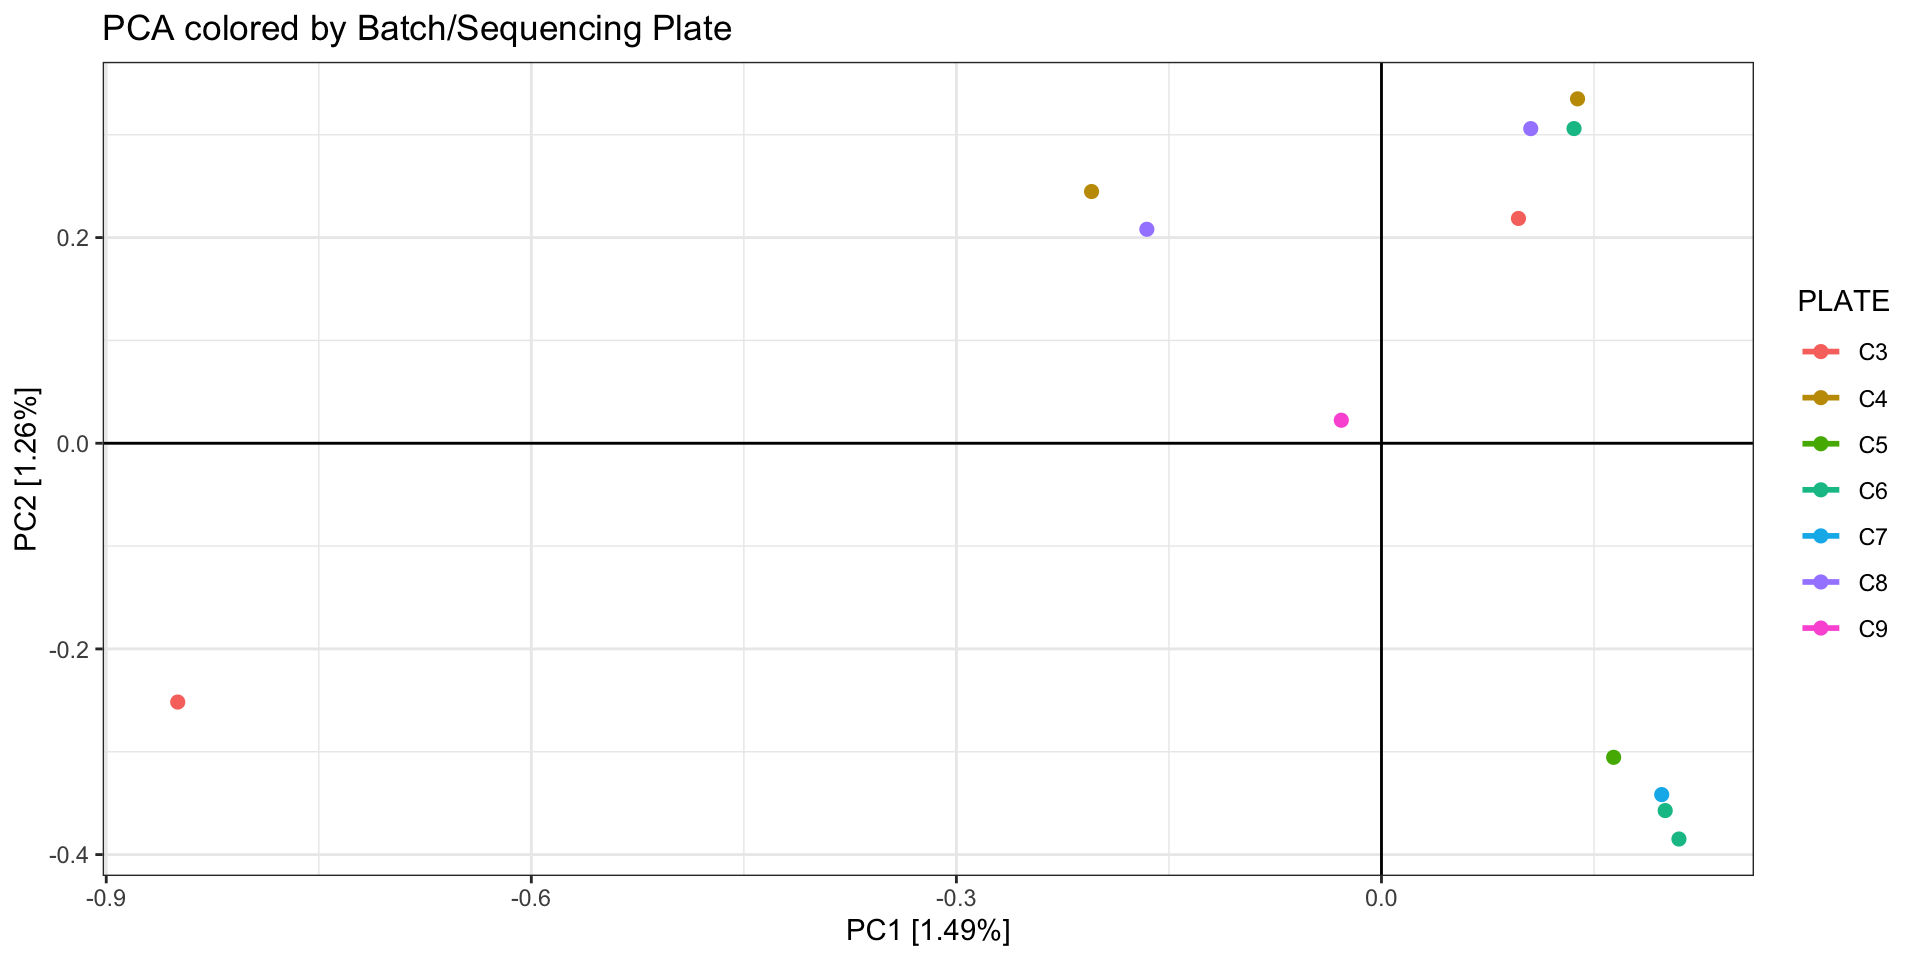 PCA colored by Batch/Sequencing Plate
0.2
0.0
-0.2
-0.4
PC2 [1.26%]
-0.9 -0.6 -0.3 0.0
PC1 [1.49%]
PLATE
C3
C4
C5
C6
C7
C8
C9